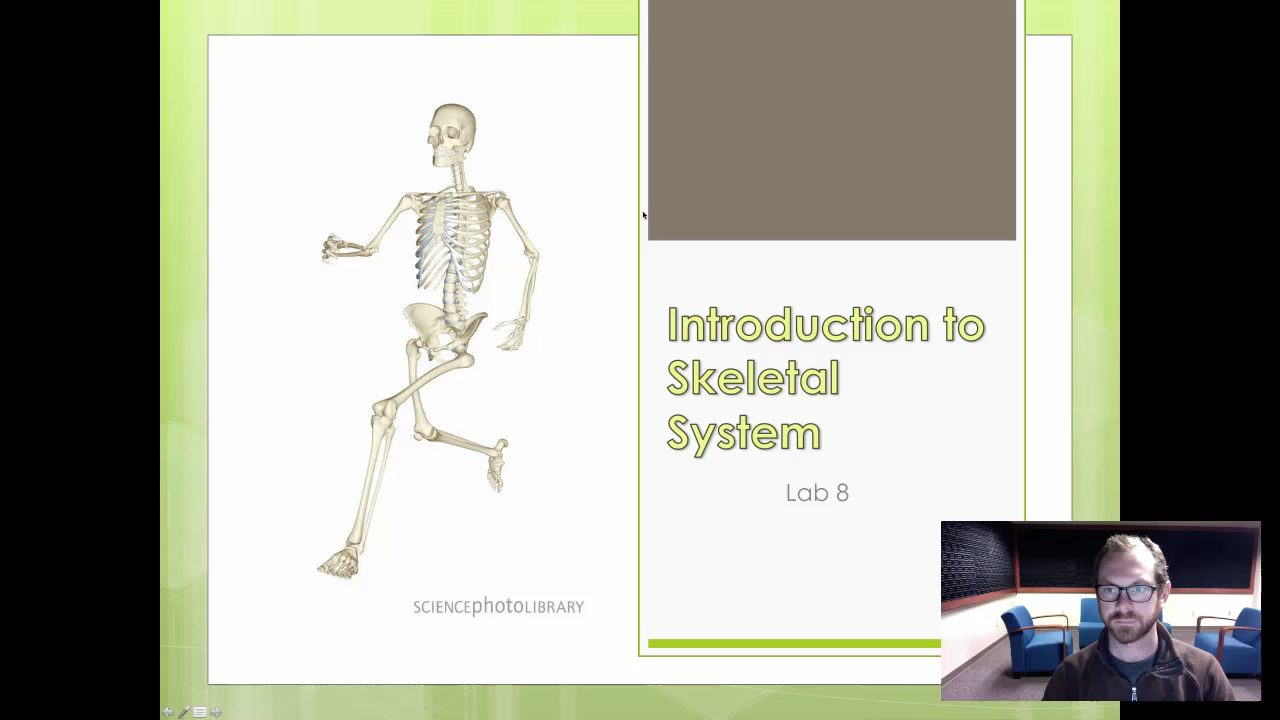 Introduction to
Skeletal
System
Lab 8
SCIENCEphotoLIBRARY